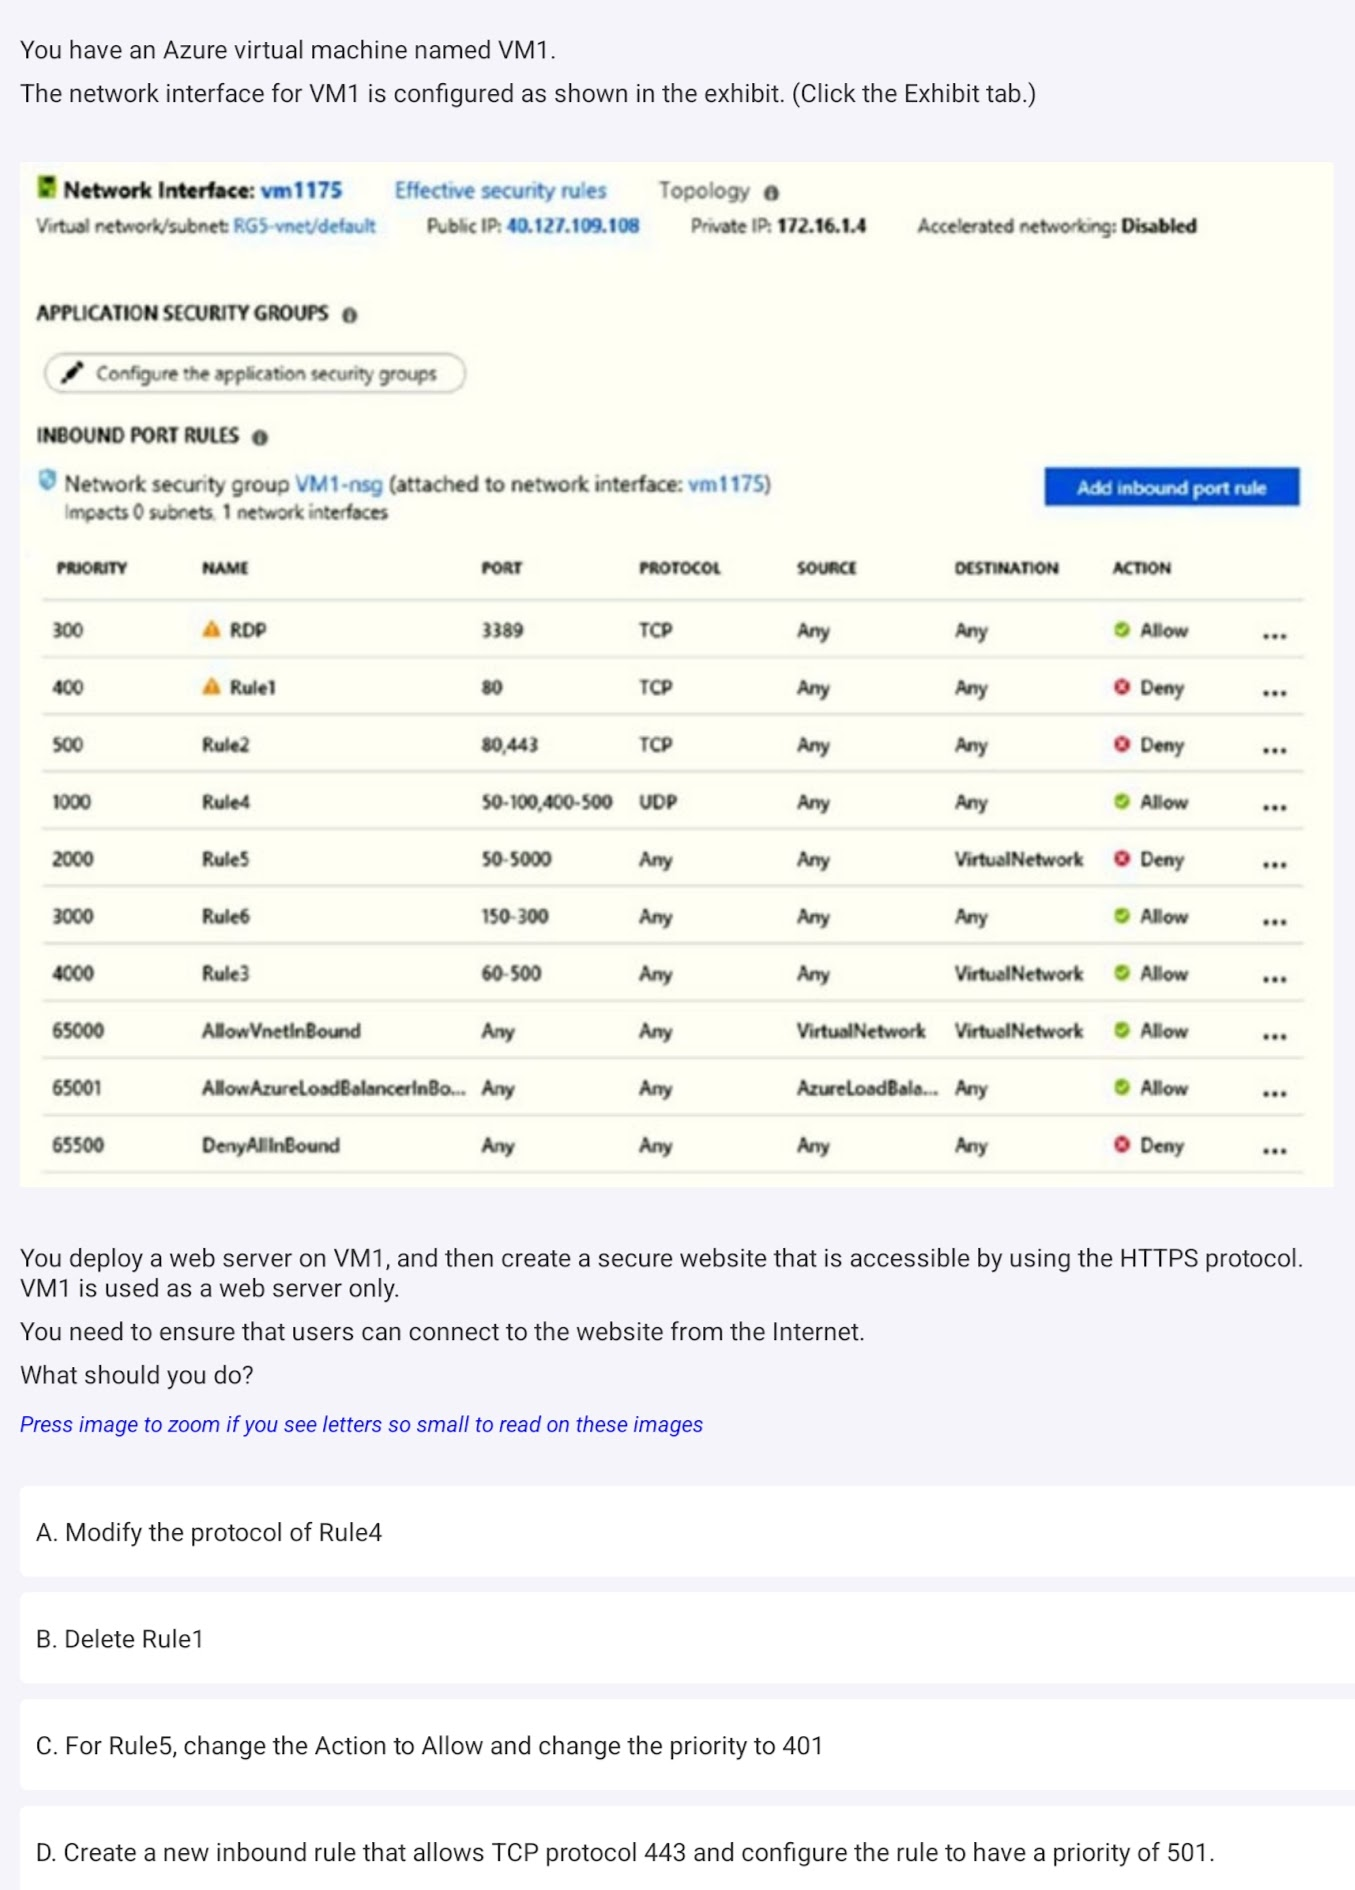 You have an Azure virtual machine named VM1.
The network interface for VM1 is configured as shown in the exhibit. (Click the Exhibit tab.)
Network Interface: vm1175 Effective security rules Topology
Virtual network/subnet: RG5-vnet/default Public IP: 40.127.109.108 Private IP: 172.16.1.4 Accelerated networking: Disabled
APPLICATION SECURITY GROUPS
Configure the application security groups
INBOUND PORT RULES
Network security group VM1-nsg (attached to network interface: vm1175)
Impacts 0 subnets, 1 network interfaces
Add inbound port rule
PRIORITY NAME PORT PROTOCOL SOURCE DESTINATION ACTION
300 RDP 3389 TCP Any Any Allow ...
400 Rule1 80 TCP Any Any Deny ...
500 Rule2 80,443 TCP Any Any Deny ...
1000 Rule4 50-100,400-500 UDP Any Any Allow ...
2000 Rule5 50-5000 Any Any VirtualNetwork Deny ...
3000 Rule6 150-300 Any Any Any Allow ...
4000 Rule3 60-500 Any Any VirtualNetwork Allow ...
65000 AllowVnetInBound Any Any VirtualNetwork VirtualNetwork Allow ...
65001 AllowAzureLoadBalancerInBo... Any Any AzureLoadBala... Any Allow ...
65500 DenyAllInBound Any Any Any Any Deny ...
You deploy a web server on VM1, and then create a secure website that is accessible by using the HTTPS protocol.
VM1 is used as a web server only.
You need to ensure that users can connect to the website from the Internet.
What should you do?
Press image to zoom if you see letters so small to read on these images
A. Modify the protocol of Rule4
B. Delete Rule1
C. For Rule5, change the Action to Allow and change the priority to 401
D. Create a new inbound rule that allows TCP protocol 443 and configure the rule to have a priority of 501.